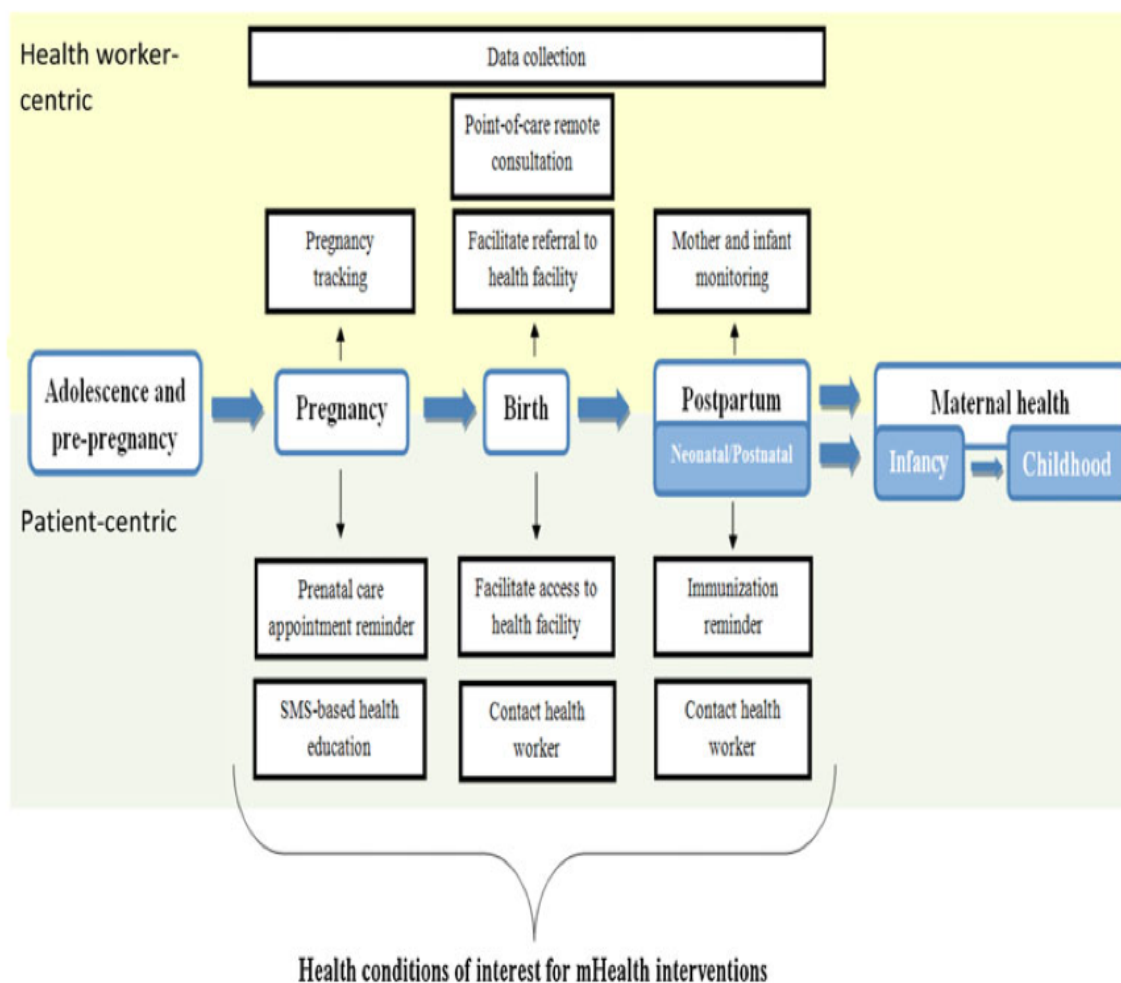 Health worker-
centric
Data collection
Point-of-care remote
consultation
Pregnancy
tracking
Facilitate referral to
health facility
Mother and infant
monitoring
Adolescence and
pre-pregnancy
Pregnancy
Birth
Postpartum
Neonatal/Postnatal
Maternal health
Infancy
Childhood
Patient-centric
Prenatal care
appointment reminder
Facilitate access to
health facility
Immunization
reminder
SMS-based health
education
Contact health
worker
Contact health
worker
Health conditions of interest for mHealth interventions